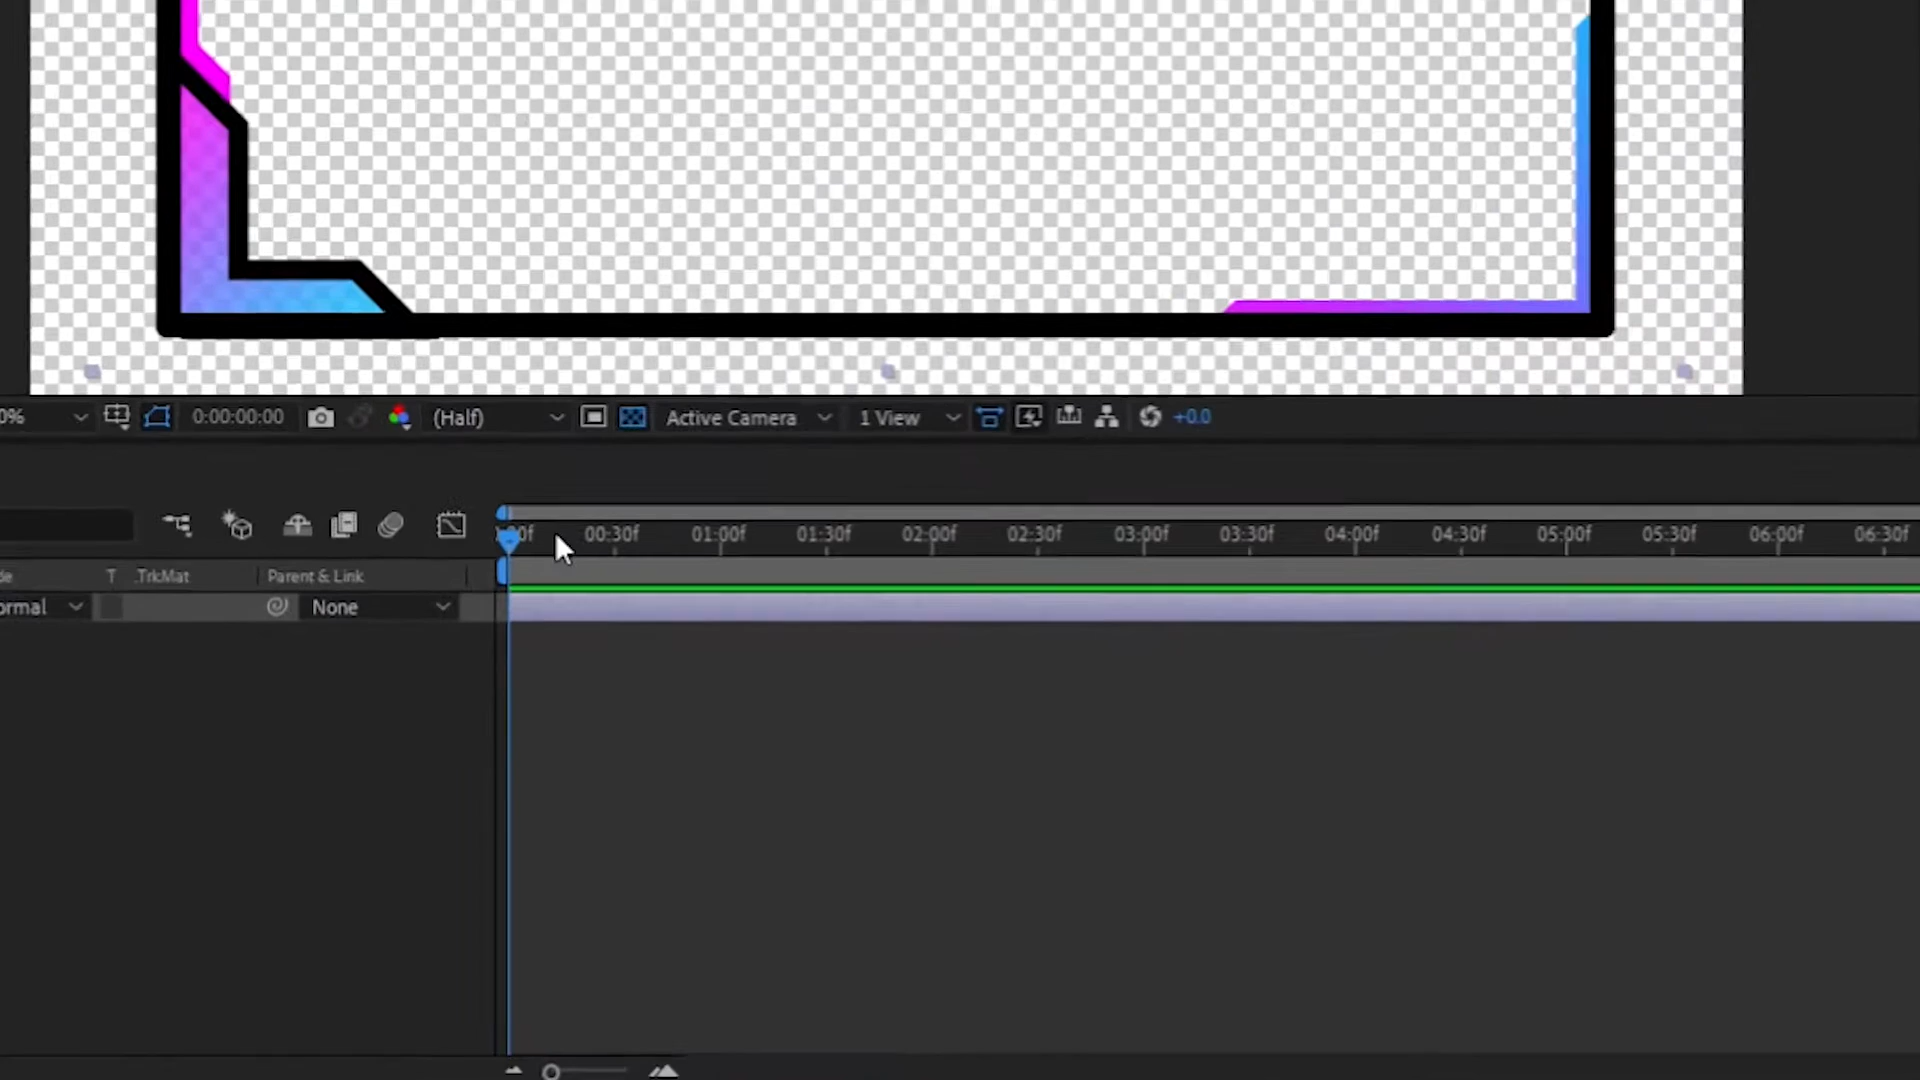 0% 0:00:00:00 (Half) Active Camera 1 View +0.0
00f 00:30f 01:00f 01:30f 02:00f 02:30f 03:00f 03:30f 04:00f 04:30f 05:00f 05:30f 06:00f 06:30f
de T .TrkMat Parent & Link
ormal None